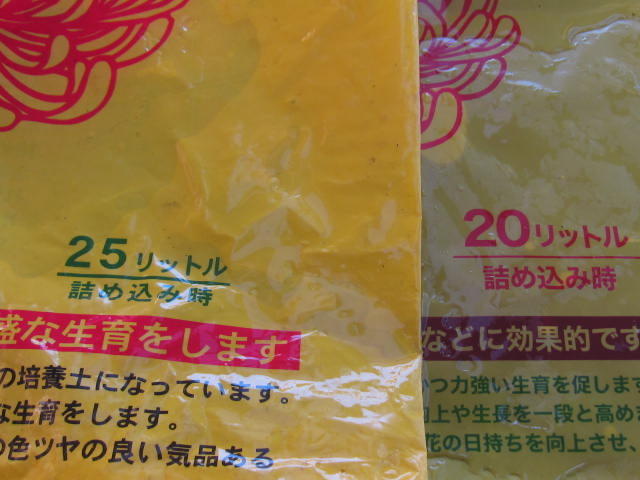 25リットル
詰め込み時
盛な生育をします
の培養土になっています。
な生育をします。
の色ツヤの良い気品ある
20リットル
詰め込み時
などに効果的です
つ力強い生育を促します
向上や生長を一段と高め
花の日持ちを向上させ、